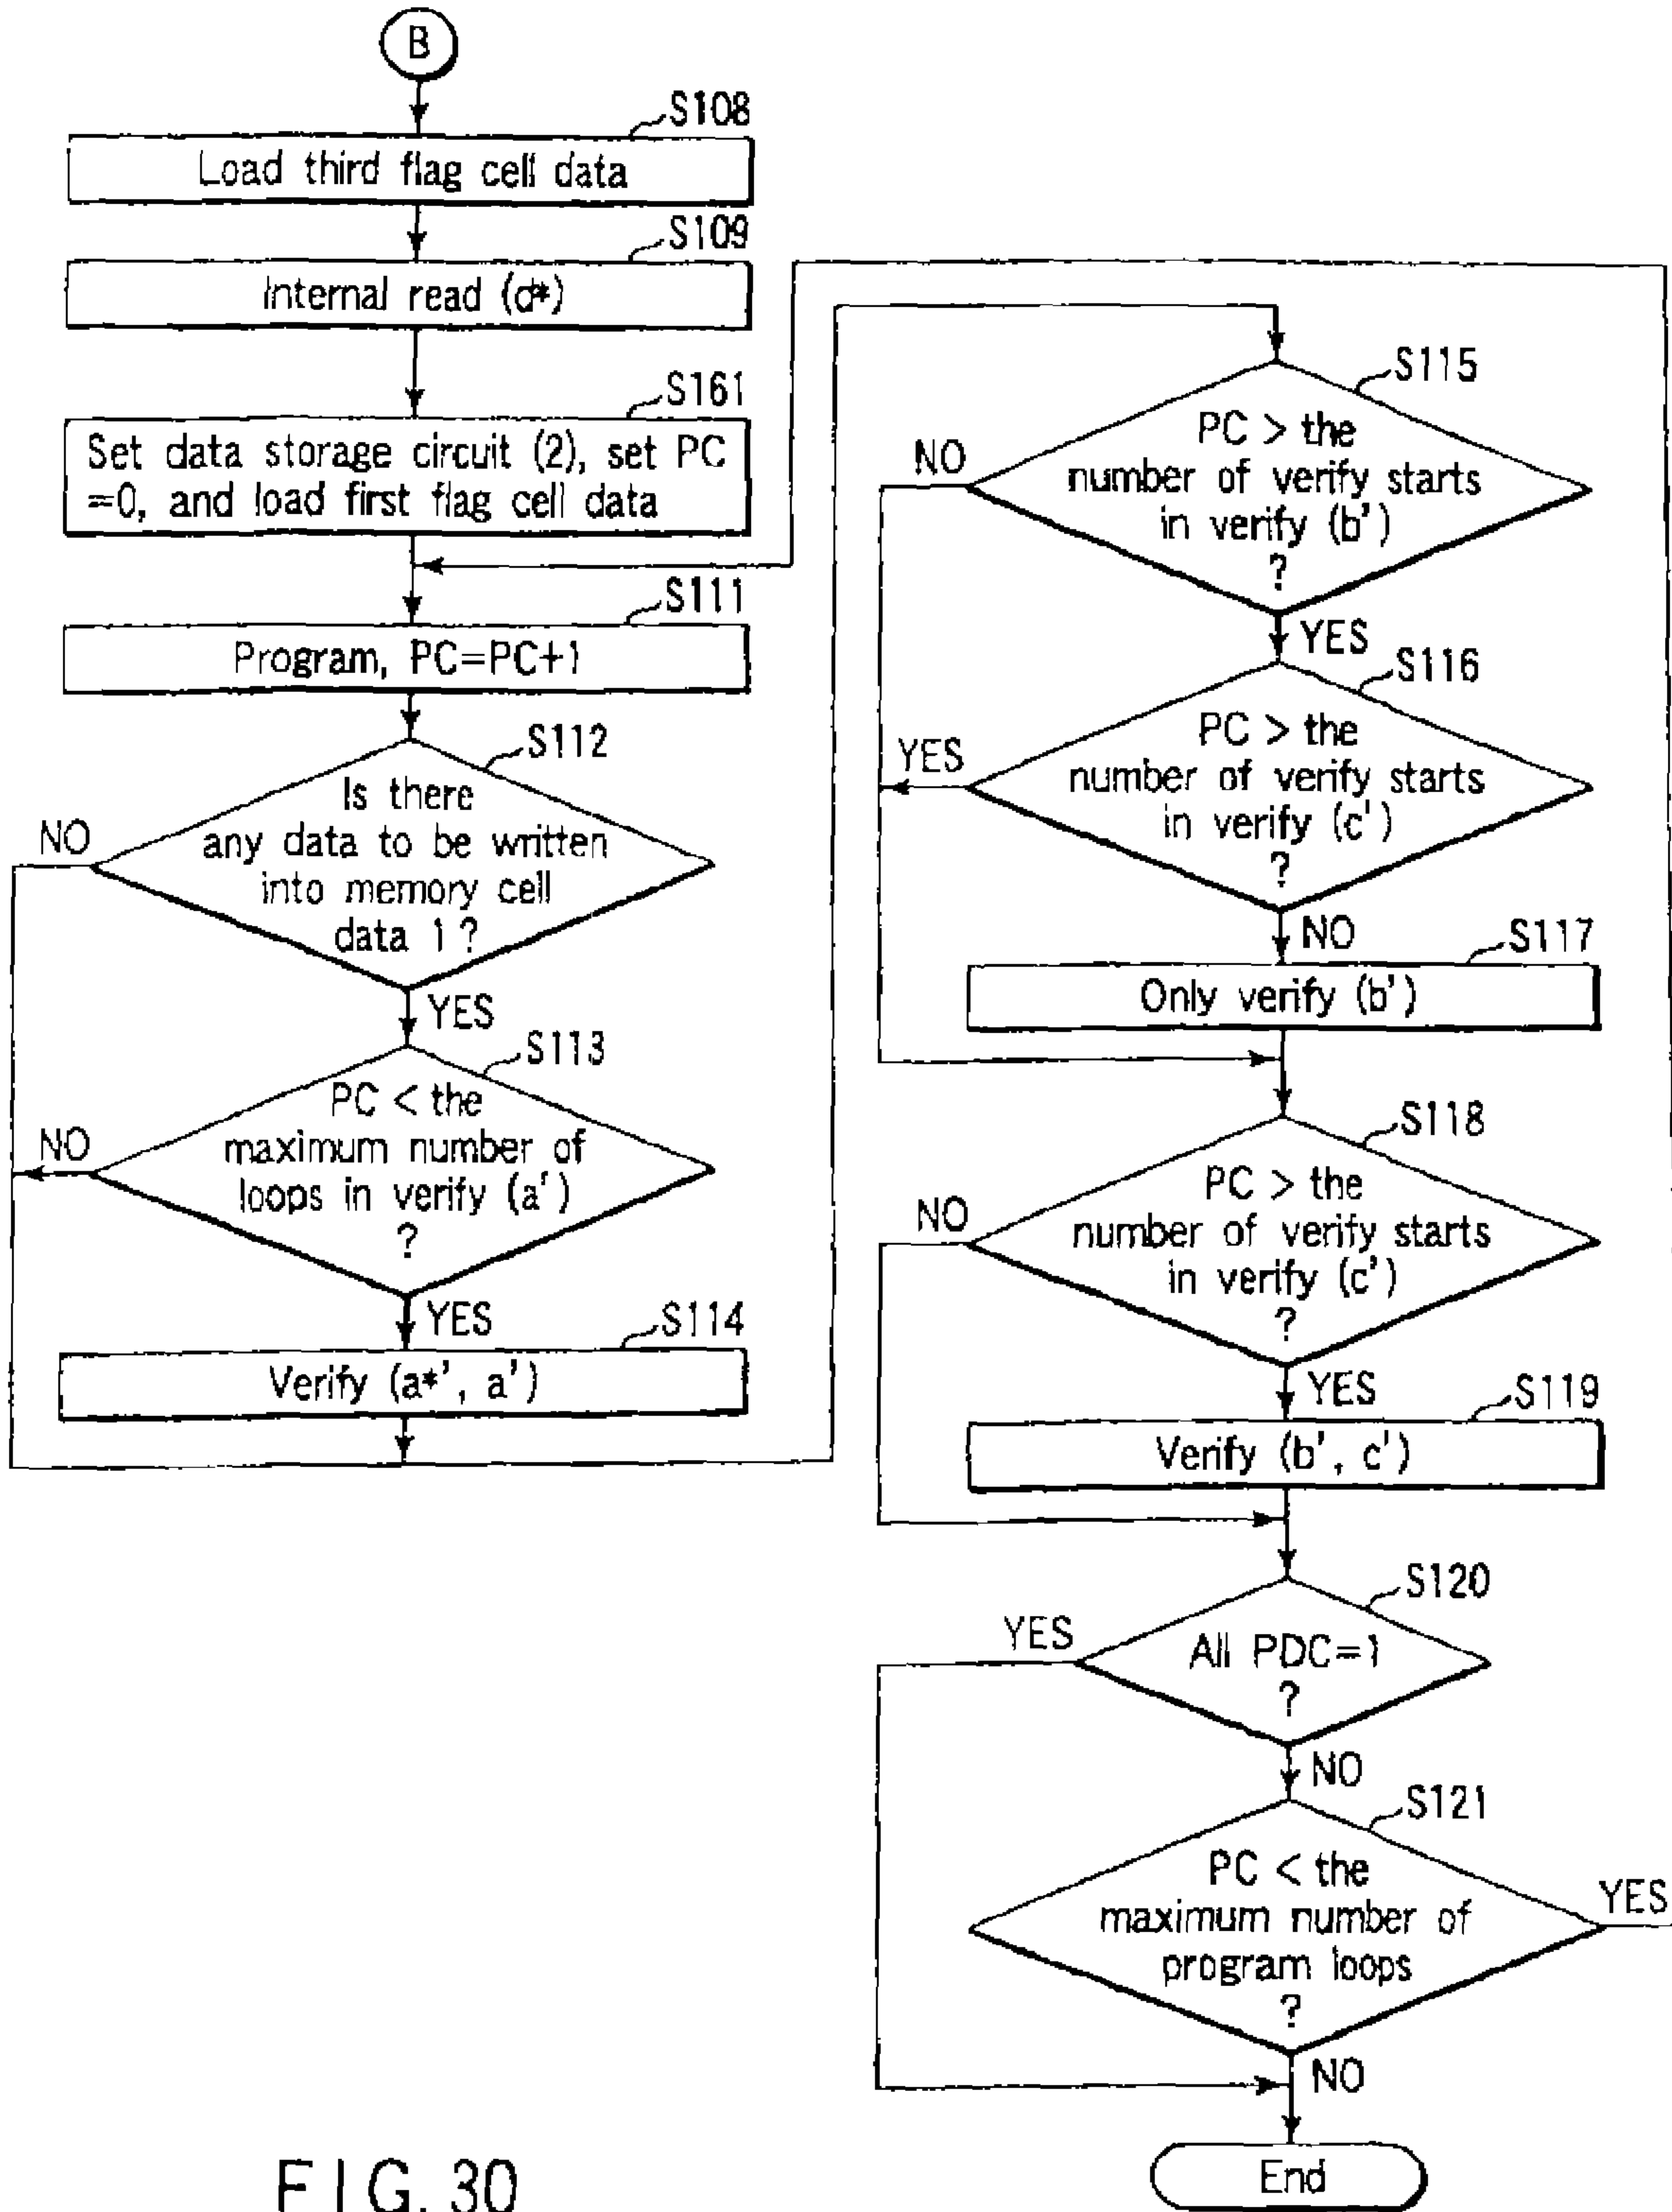 B
S108
Load third flag cell data
S109
Internal read (d*)
S161
Set data storage circuit (2), set PC
=0, and load first flag cell data
S111
Program, PC=PC+1
S112
Is there
any data to be written
into memory cell
data 1?
NO
YES
S113
PC < the
maximum number of
loops in verify (a')
?
NO
YES
S114
Verify (a*', a')
S115
PC > the
number of verify starts
in verify (b')
?
NO
YES
S116
PC > the
number of verify starts
in verify (c')
?
YES
NO
S117
Only verify (b')
S118
PC > the
number of verify starts
in verify (c')
?
NO
YES
S119
Verify (b', c')
S120
All PDC=1
?
YES
NO
S121
PC < the
maximum number of
program loops
?
YES
NO
End
FIG. 30